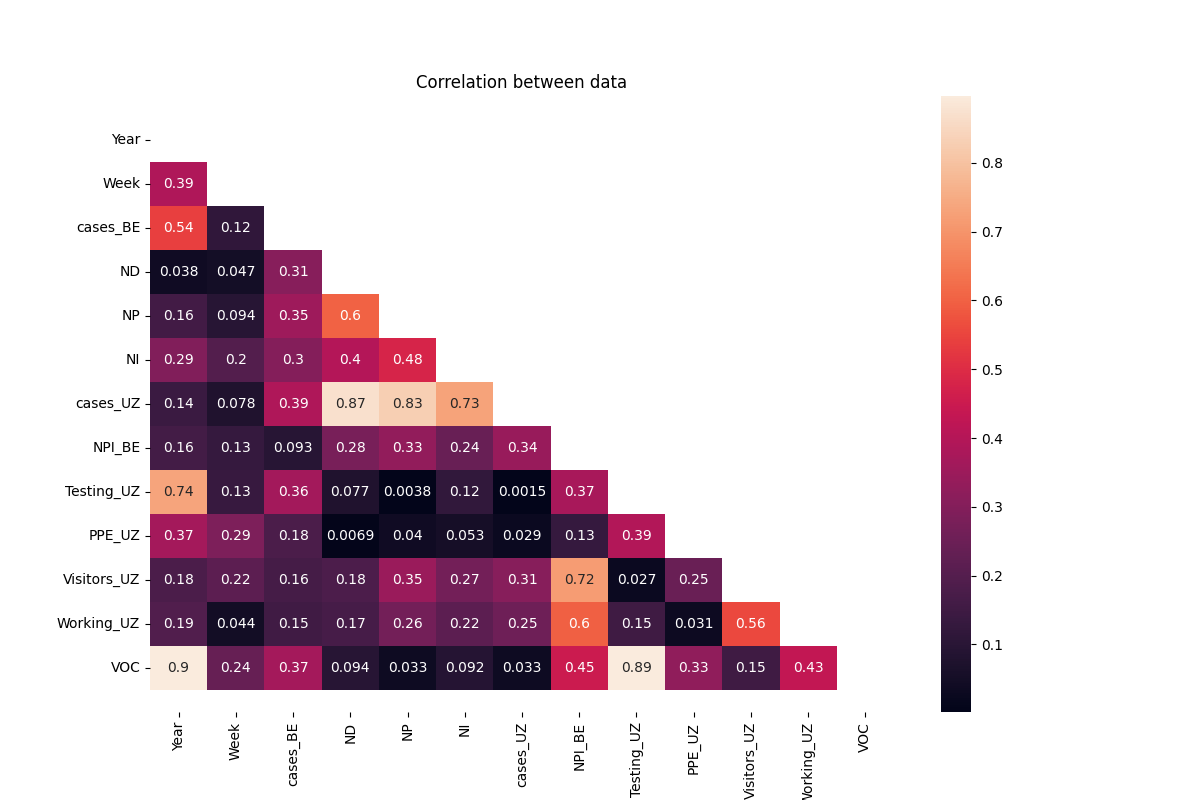 Correlation between data
Year
Week 0.39
cases_BE 0.54 0.12
ND 0.038 0.047 0.31
NP 0.16 0.094 0.35 0.6
NI 0.29 0.2 0.3 0.4 0.48
cases_UZ 0.14 0.078 0.39 0.87 0.83 0.73
NPI_BE 0.16 0.13 0.093 0.28 0.33 0.24 0.34
Testing_UZ 0.74 0.13 0.36 0.077 0.0038 0.12 0.0015 0.37
PPE_UZ 0.37 0.29 0.18 0.0069 0.04 0.053 0.029 0.13 0.39
Visitors_UZ 0.18 0.22 0.16 0.18 0.35 0.27 0.31 0.72 0.027 0.25
Working_UZ 0.19 0.044 0.15 0.17 0.26 0.22 0.25 0.6 0.15 0.031 0.56
VOC 0.9 0.24 0.37 0.094 0.033 0.092 0.033 0.45 0.89 0.33 0.15 0.43
Year Week cases_BE ND NP NI cases_UZ NPI_BE Testing_UZ PPE_UZ Visitors_UZ Working_UZ VOC
0.8
0.7
0.6
0.5
0.4
0.3
0.2
0.1